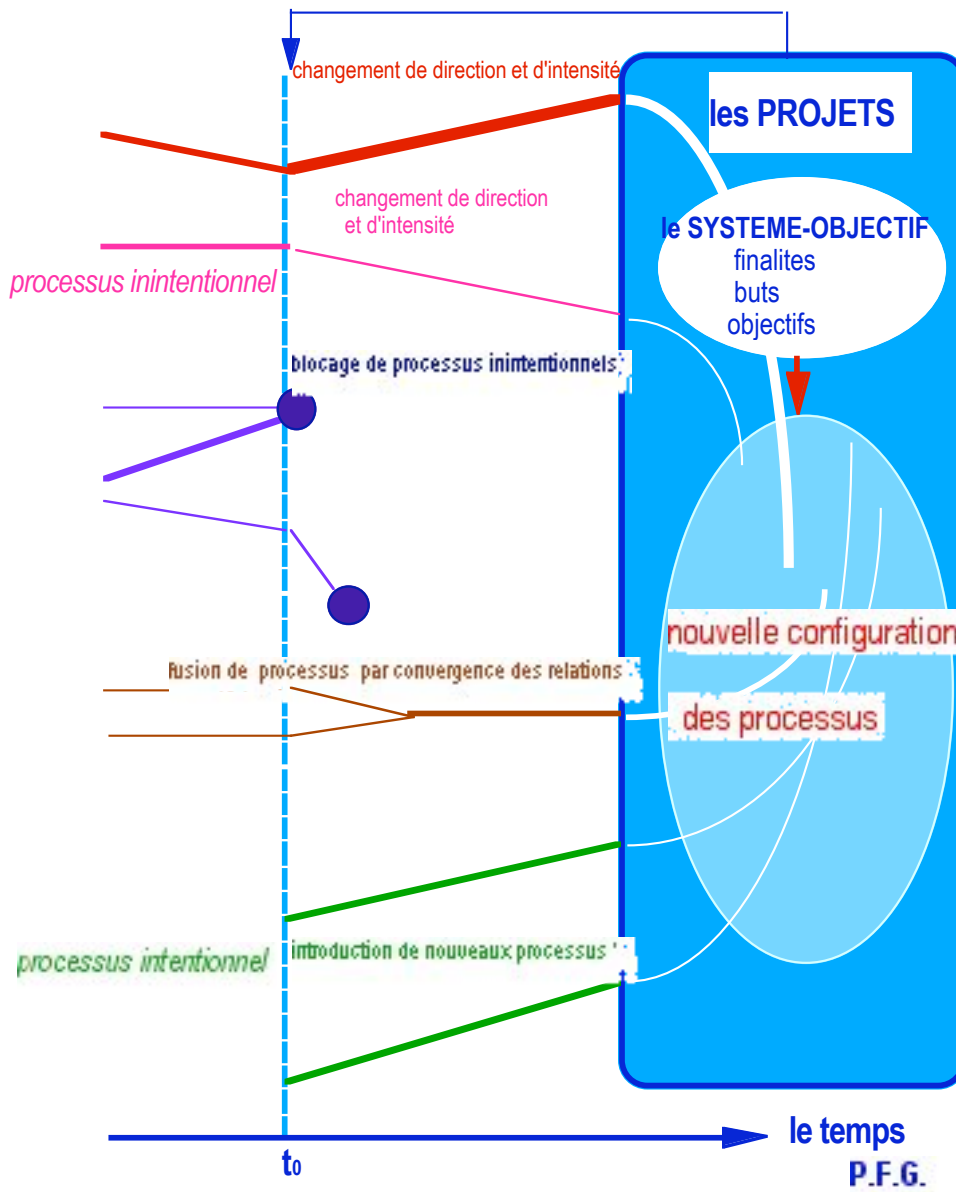 changement de direction et d'intensité
les PROJETS
changement de direction
et d'intensité
le SYSTEME-OBJECTIF
finalites
buts
objectifs
processus inintentionnel
blocage de processus inintentionnels
nouvelle configuration
fusion de processus par convergence des relations
des processus
processus intentionnel
introduction de nouveaux processus
le temps
t0
P.F.G.